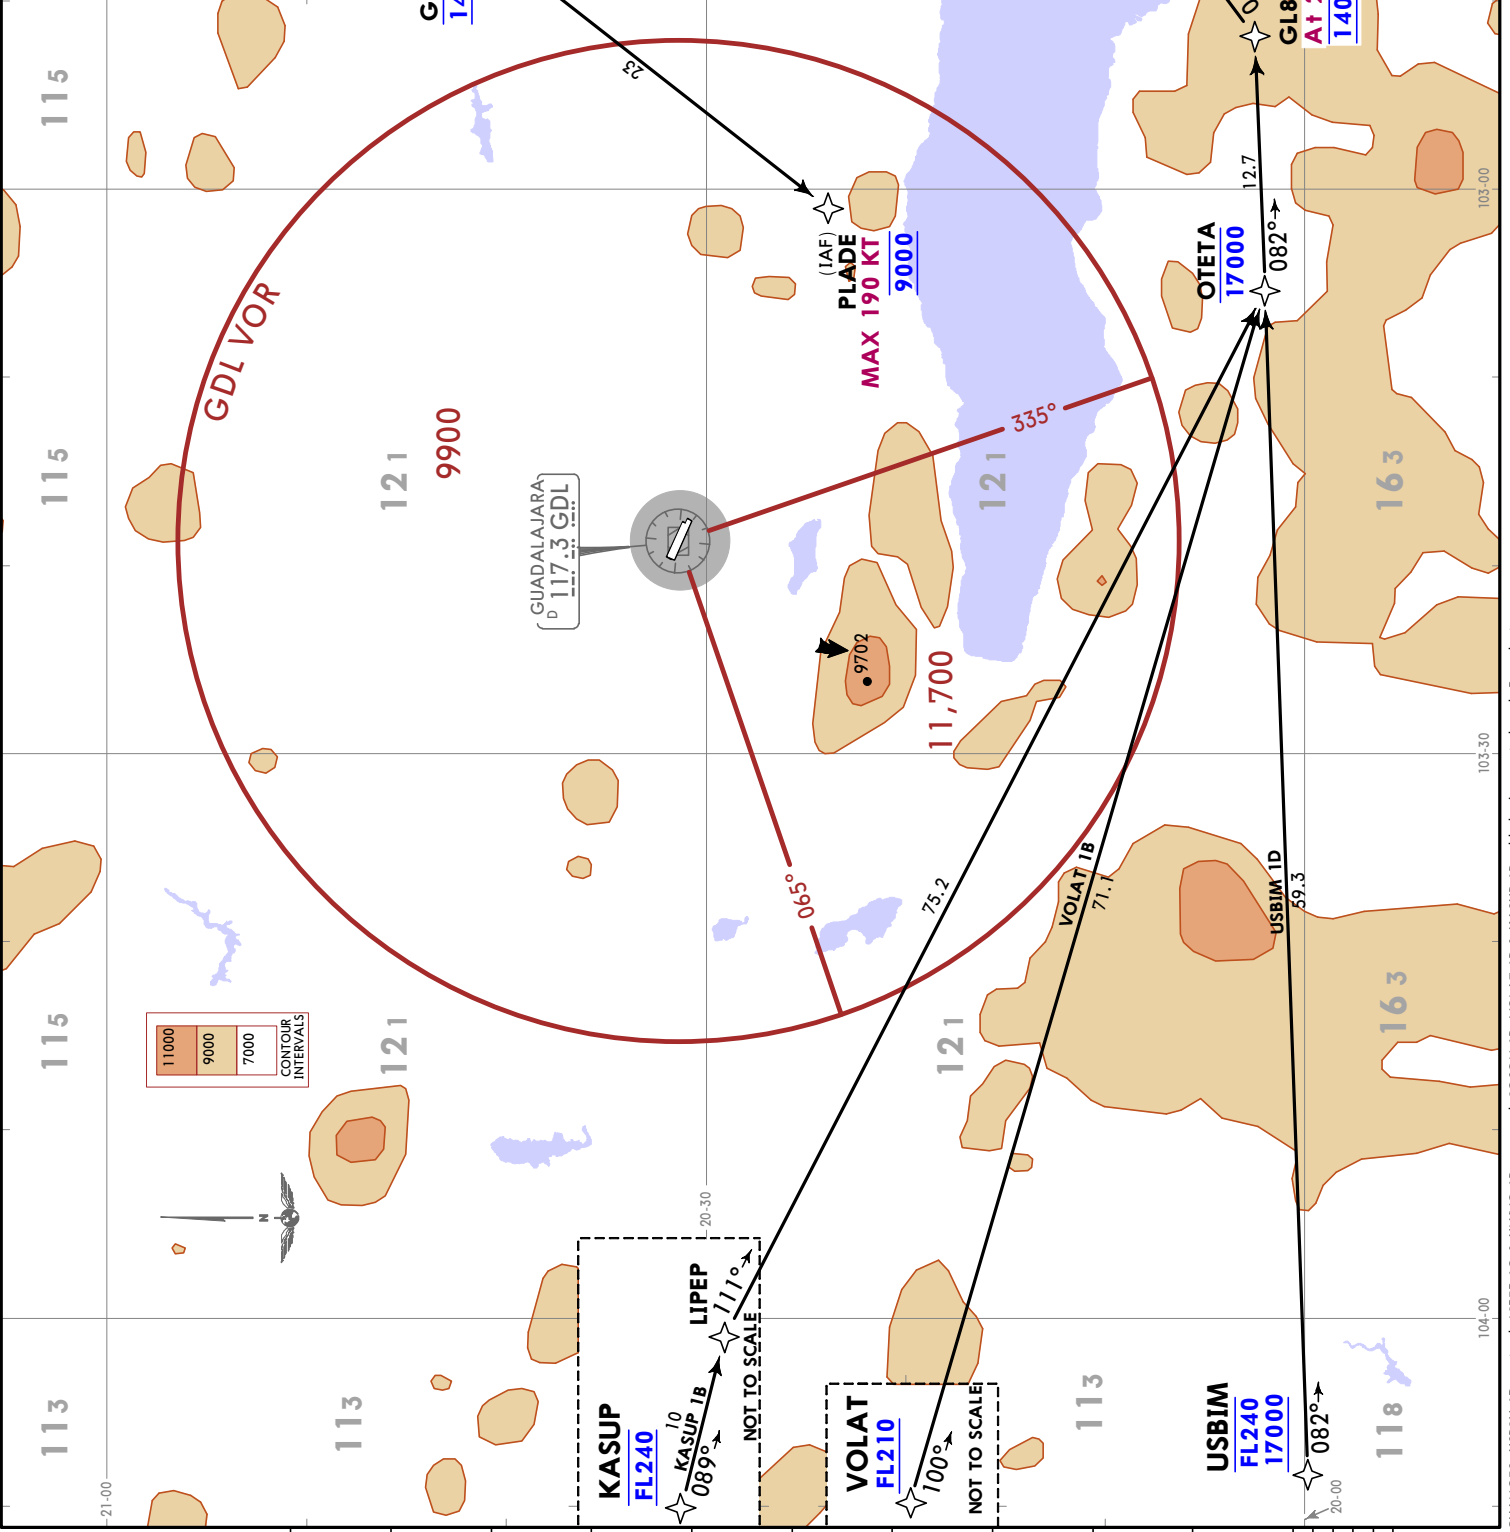 115
115
115
113
21-00
GDL VOR
121
9900
121
113
11000
9000
7000
CONTOUR
INTERVALS
N
GUADALAJARA
D 117.3 GDL
23
20-30
(IAF)
PLADE
MAX 190 KT
9000
335°
065°
9702
11,700
121
121
113
OTETA
17000
082°
12.7
At
140
163
163
118
103-00
103-30
104-00
20-00
75.2
VOLAT 1B
71.1
USBIM 1D
59.3
KASUP
FL240
10
KASUP 1B
089°
LIPEP
111°
NOT TO SCALE
VOLAT
FL210
100°
NOT TO SCALE
USBIM
FL240
17000
082°